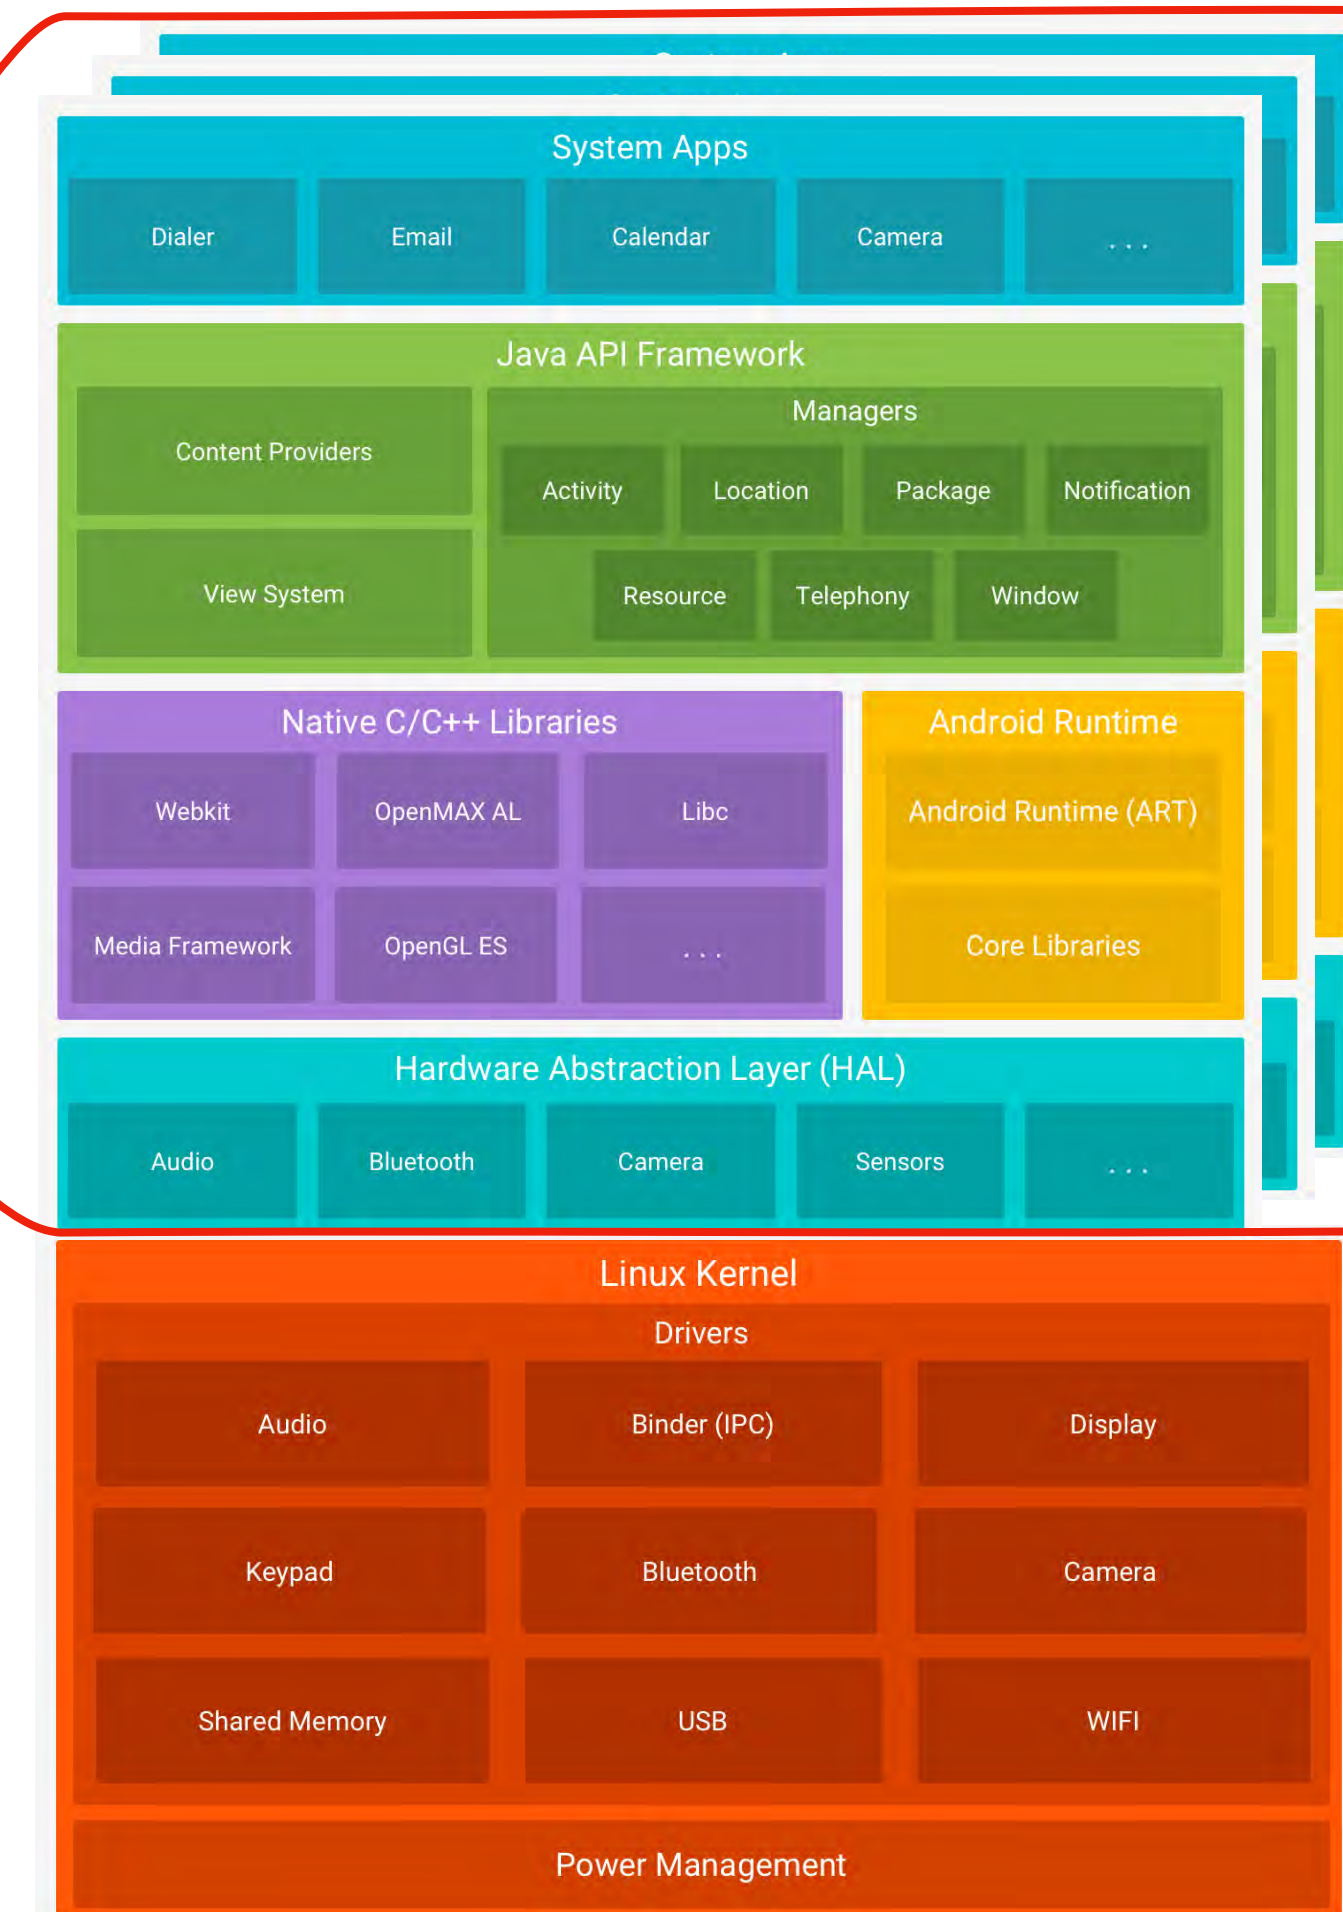 System Apps
Dialer
Email
Calendar
Camera
. . .
Java API Framework
Content Providers
View System
Managers
Activity
Location
Package
Notification
Resource
Telephony
Window
Native C/C++ Libraries
Webkit
OpenMAX AL
Libc
Media Framework
OpenGL ES
. . .
Android Runtime
Android Runtime (ART)
Core Libraries
Hardware Abstraction Layer (HAL)
Audio
Bluetooth
Camera
Sensors
. . .
Linux Kernel
Drivers
Audio
Binder (IPC)
Display
Keypad
Bluetooth
Camera
Shared Memory
USB
WIFI
Power Management